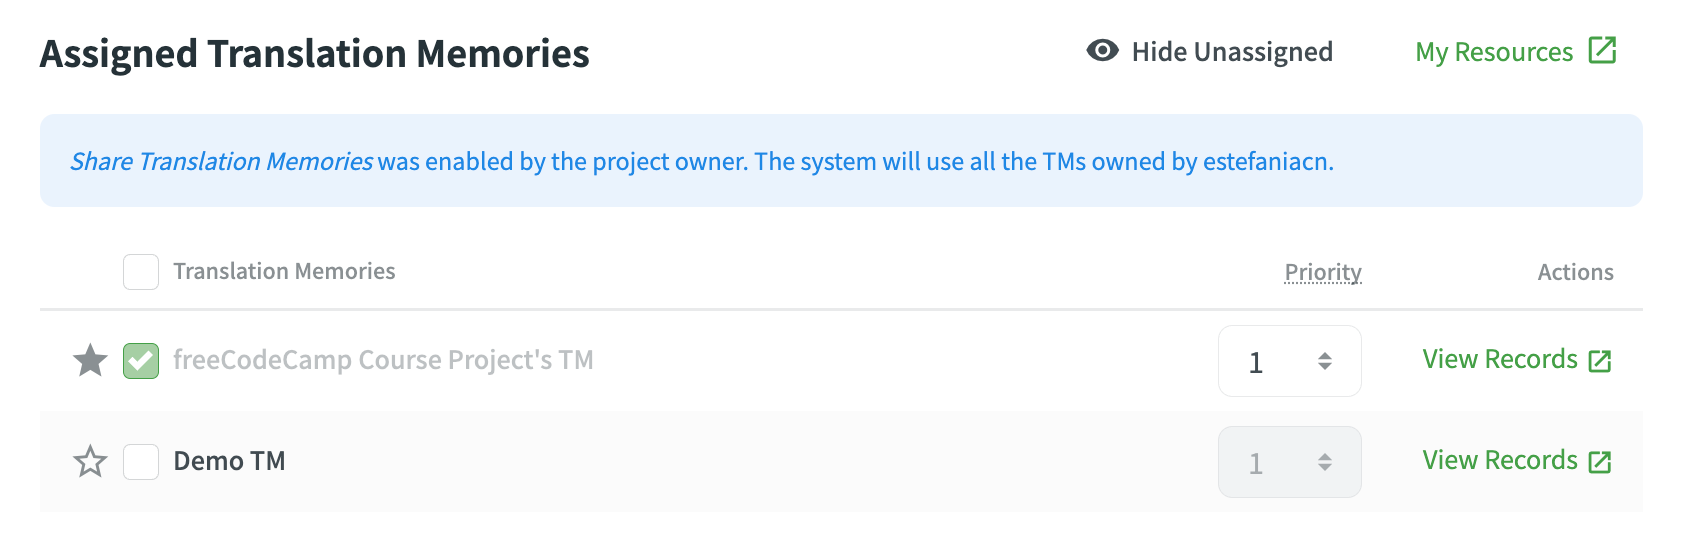 Assigned Translation Memories Hide Unassigned My Resources
Share Translation Memories was enabled by the project owner. The system will use all the TMs owned by estefaniacn.
Translation Memories Priority Actions
freeCodeCamp Course Project's TM 1 View Records
Demo TM 1 View Records